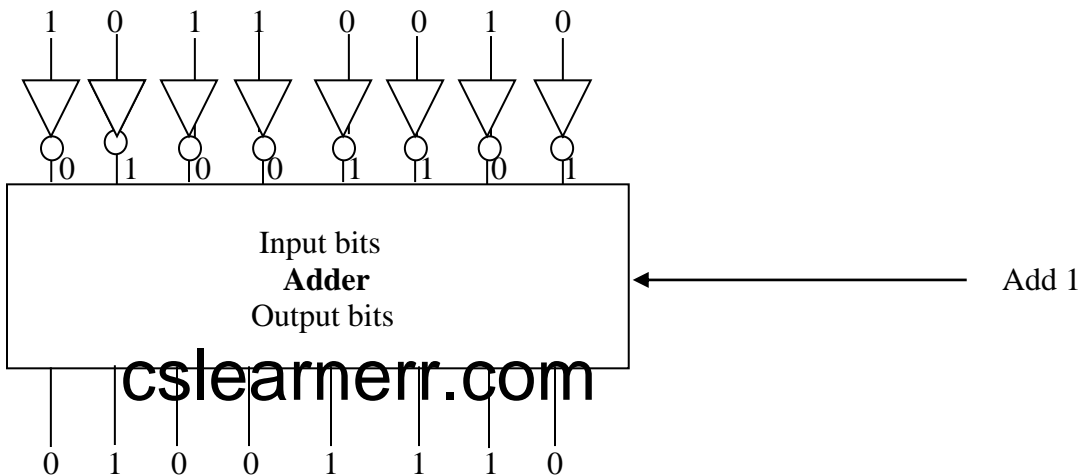 1 0 1 1 0 0 1 0
0 1 0 0 1 1 0 1
Input bits
Adder
Add 1
Output bits
cslearnerr.com
0 1 0 0 1 1 1 0